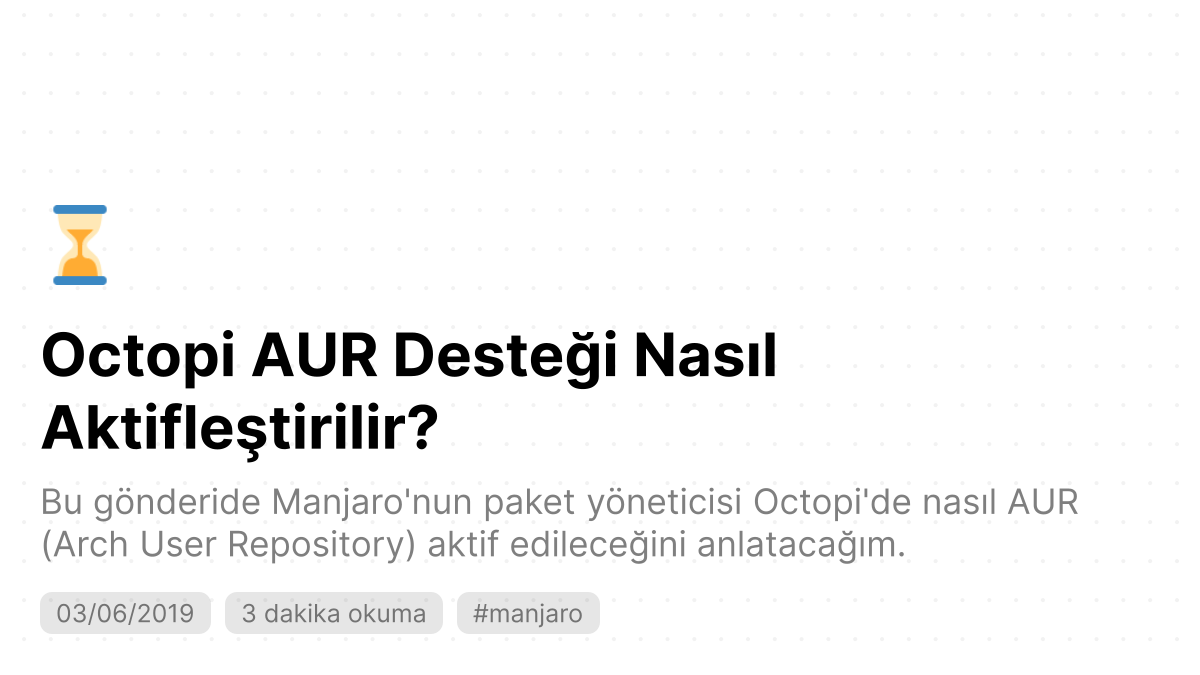 Octopi AUR Desteği Nasıl
Aktifleştirilir?
Bu gönderide Manjaro'nun paket yöneticisi Octopi'de nasıl AUR
(Arch User Repository) aktif edileceğini anlatacağım.
03/06/2019 3 dakika okuma #manjaro